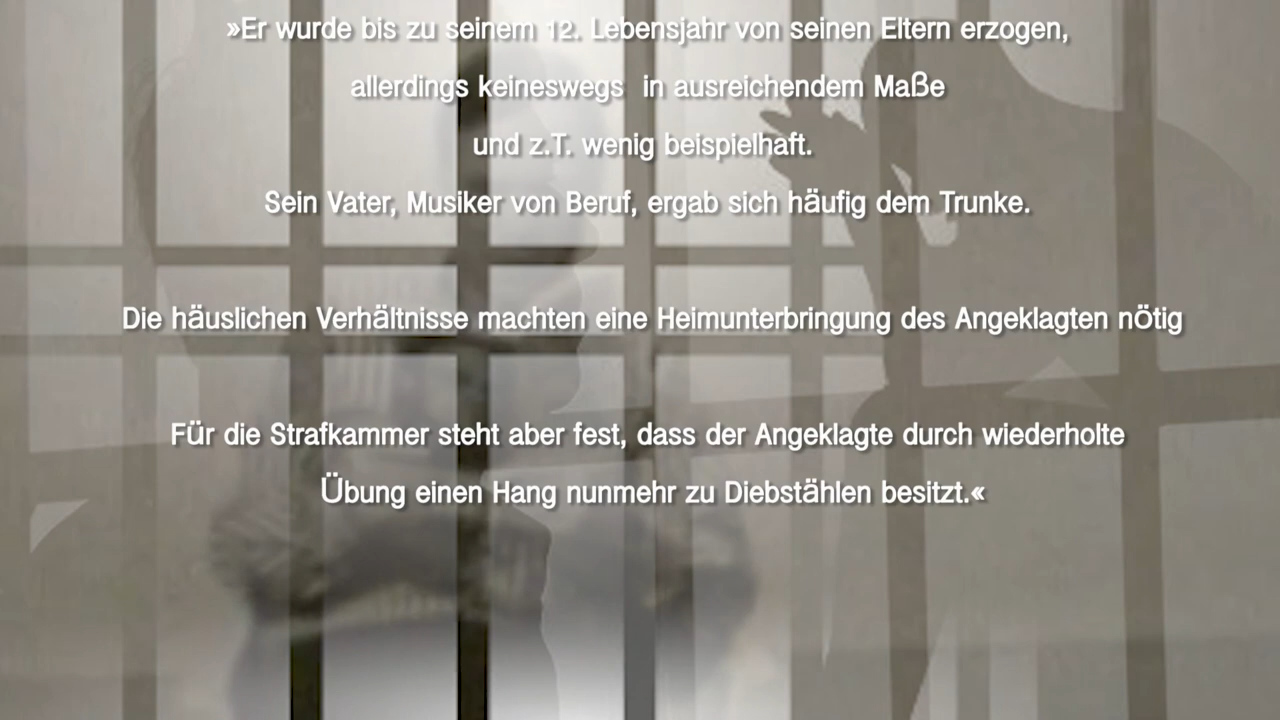 »Er wurde bis zu seinem 12. Lebensjahr von seinen Eltern erzogen,
allerdings keineswegs in ausreichendem Maße
und z.T. wenig beispielhaft.
Sein Vater, Musiker von Beruf, ergab sich häufig dem Trunke.
Die häuslichen Verhältnisse machten eine Heimunterbringung des Angeklagten nötig
Für die Strafkammer steht aber fest, dass der Angeklagte durch wiederholte
Übung einen Hang nunmehr zu Diebstählen besitzt.«